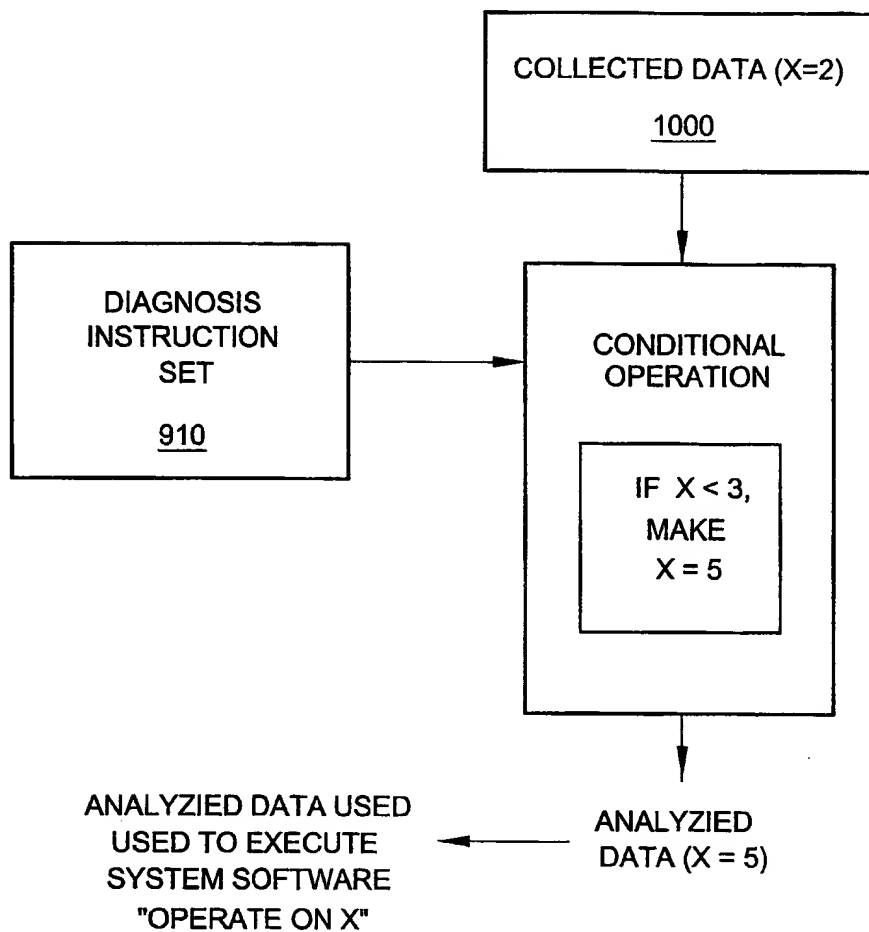 COLLECTED DATA (X=2)
1000
DIAGNOSIS
INSTRUCTION
SET
910
CONDITIONAL
OPERATION
IF X < 3,
MAKE
X = 5
ANALYZIED
DATA (X = 5)
ANALYZIED DATA USED
USED TO EXECUTE
SYSTEM SOFTWARE
"OPERATE ON X"